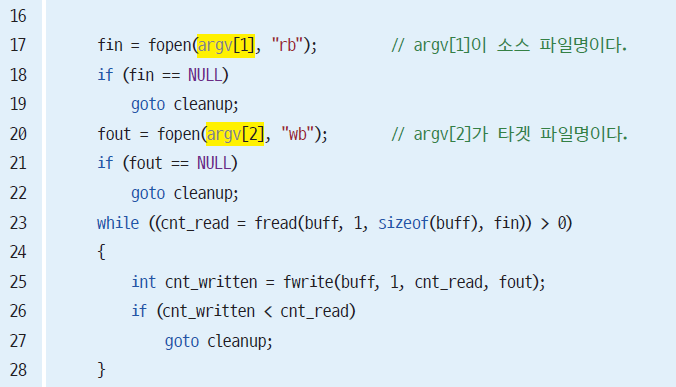 16
17 fin = fopen(argv[1], "rb"); // argv[1]이 소스 파일명이다.
18 if (fin == NULL)
19 goto cleanup;
20 fout = fopen(argv[2], "wb"); // argv[2]가 타겟 파일명이다.
21 if (fout == NULL)
22 goto cleanup;
23 while ((cnt_read = fread(buff, 1, sizeof(buff), fin)) > 0)
24 {
25 int cnt_written = fwrite(buff, 1, cnt_read, fout);
26 if (cnt_written < cnt_read)
27 goto cleanup;
28 }